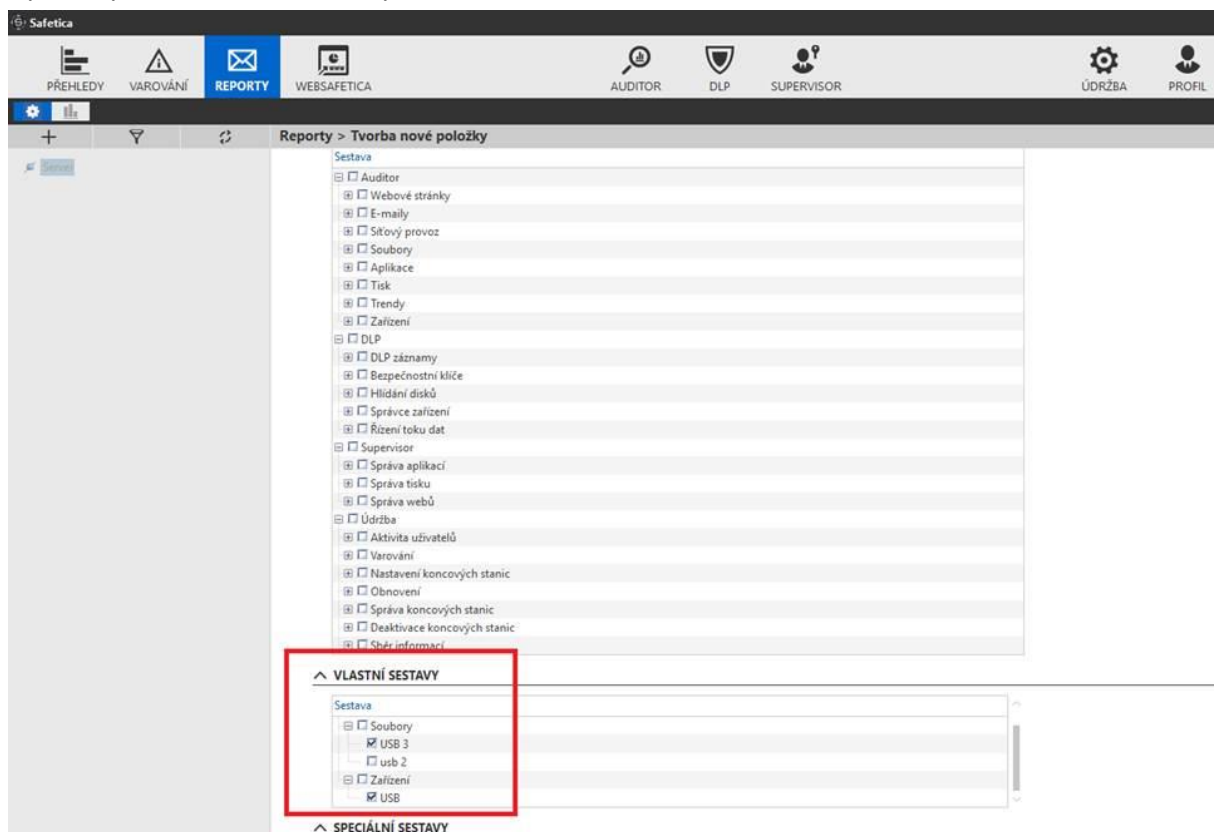 Safetica
PŘEHLEDY VAROVÁNÍ REPORTY WEBSAFETICA AUDITOR DLP SUPERVISOR ÚDRŽBA PROFIL
Reporty > Tvorba nové položky
Server
Sestava
Auditor
Webové stránky
E-maily
Síťový provoz
Soubory
Aplikace
Tisk
Trendy
Zařízení
DLP
DLP záznamy
Bezpečnostní klíče
Hlídání disků
Správce zařízení
Řízení toku dat
Supervisor
Správa aplikací
Správa tisku
Správa webů
Údržba
Aktivita uživatelů
Varování
Nastavení koncových stanic
Obnovení
Správa koncových stanic
Deaktivace koncových stanic
Sběr informací
VLASTNÍ SESTAVY
Sestava
Soubory
USB 3
usb 2
Zařízení
USB
SPECIÁLNÍ SESTAVY